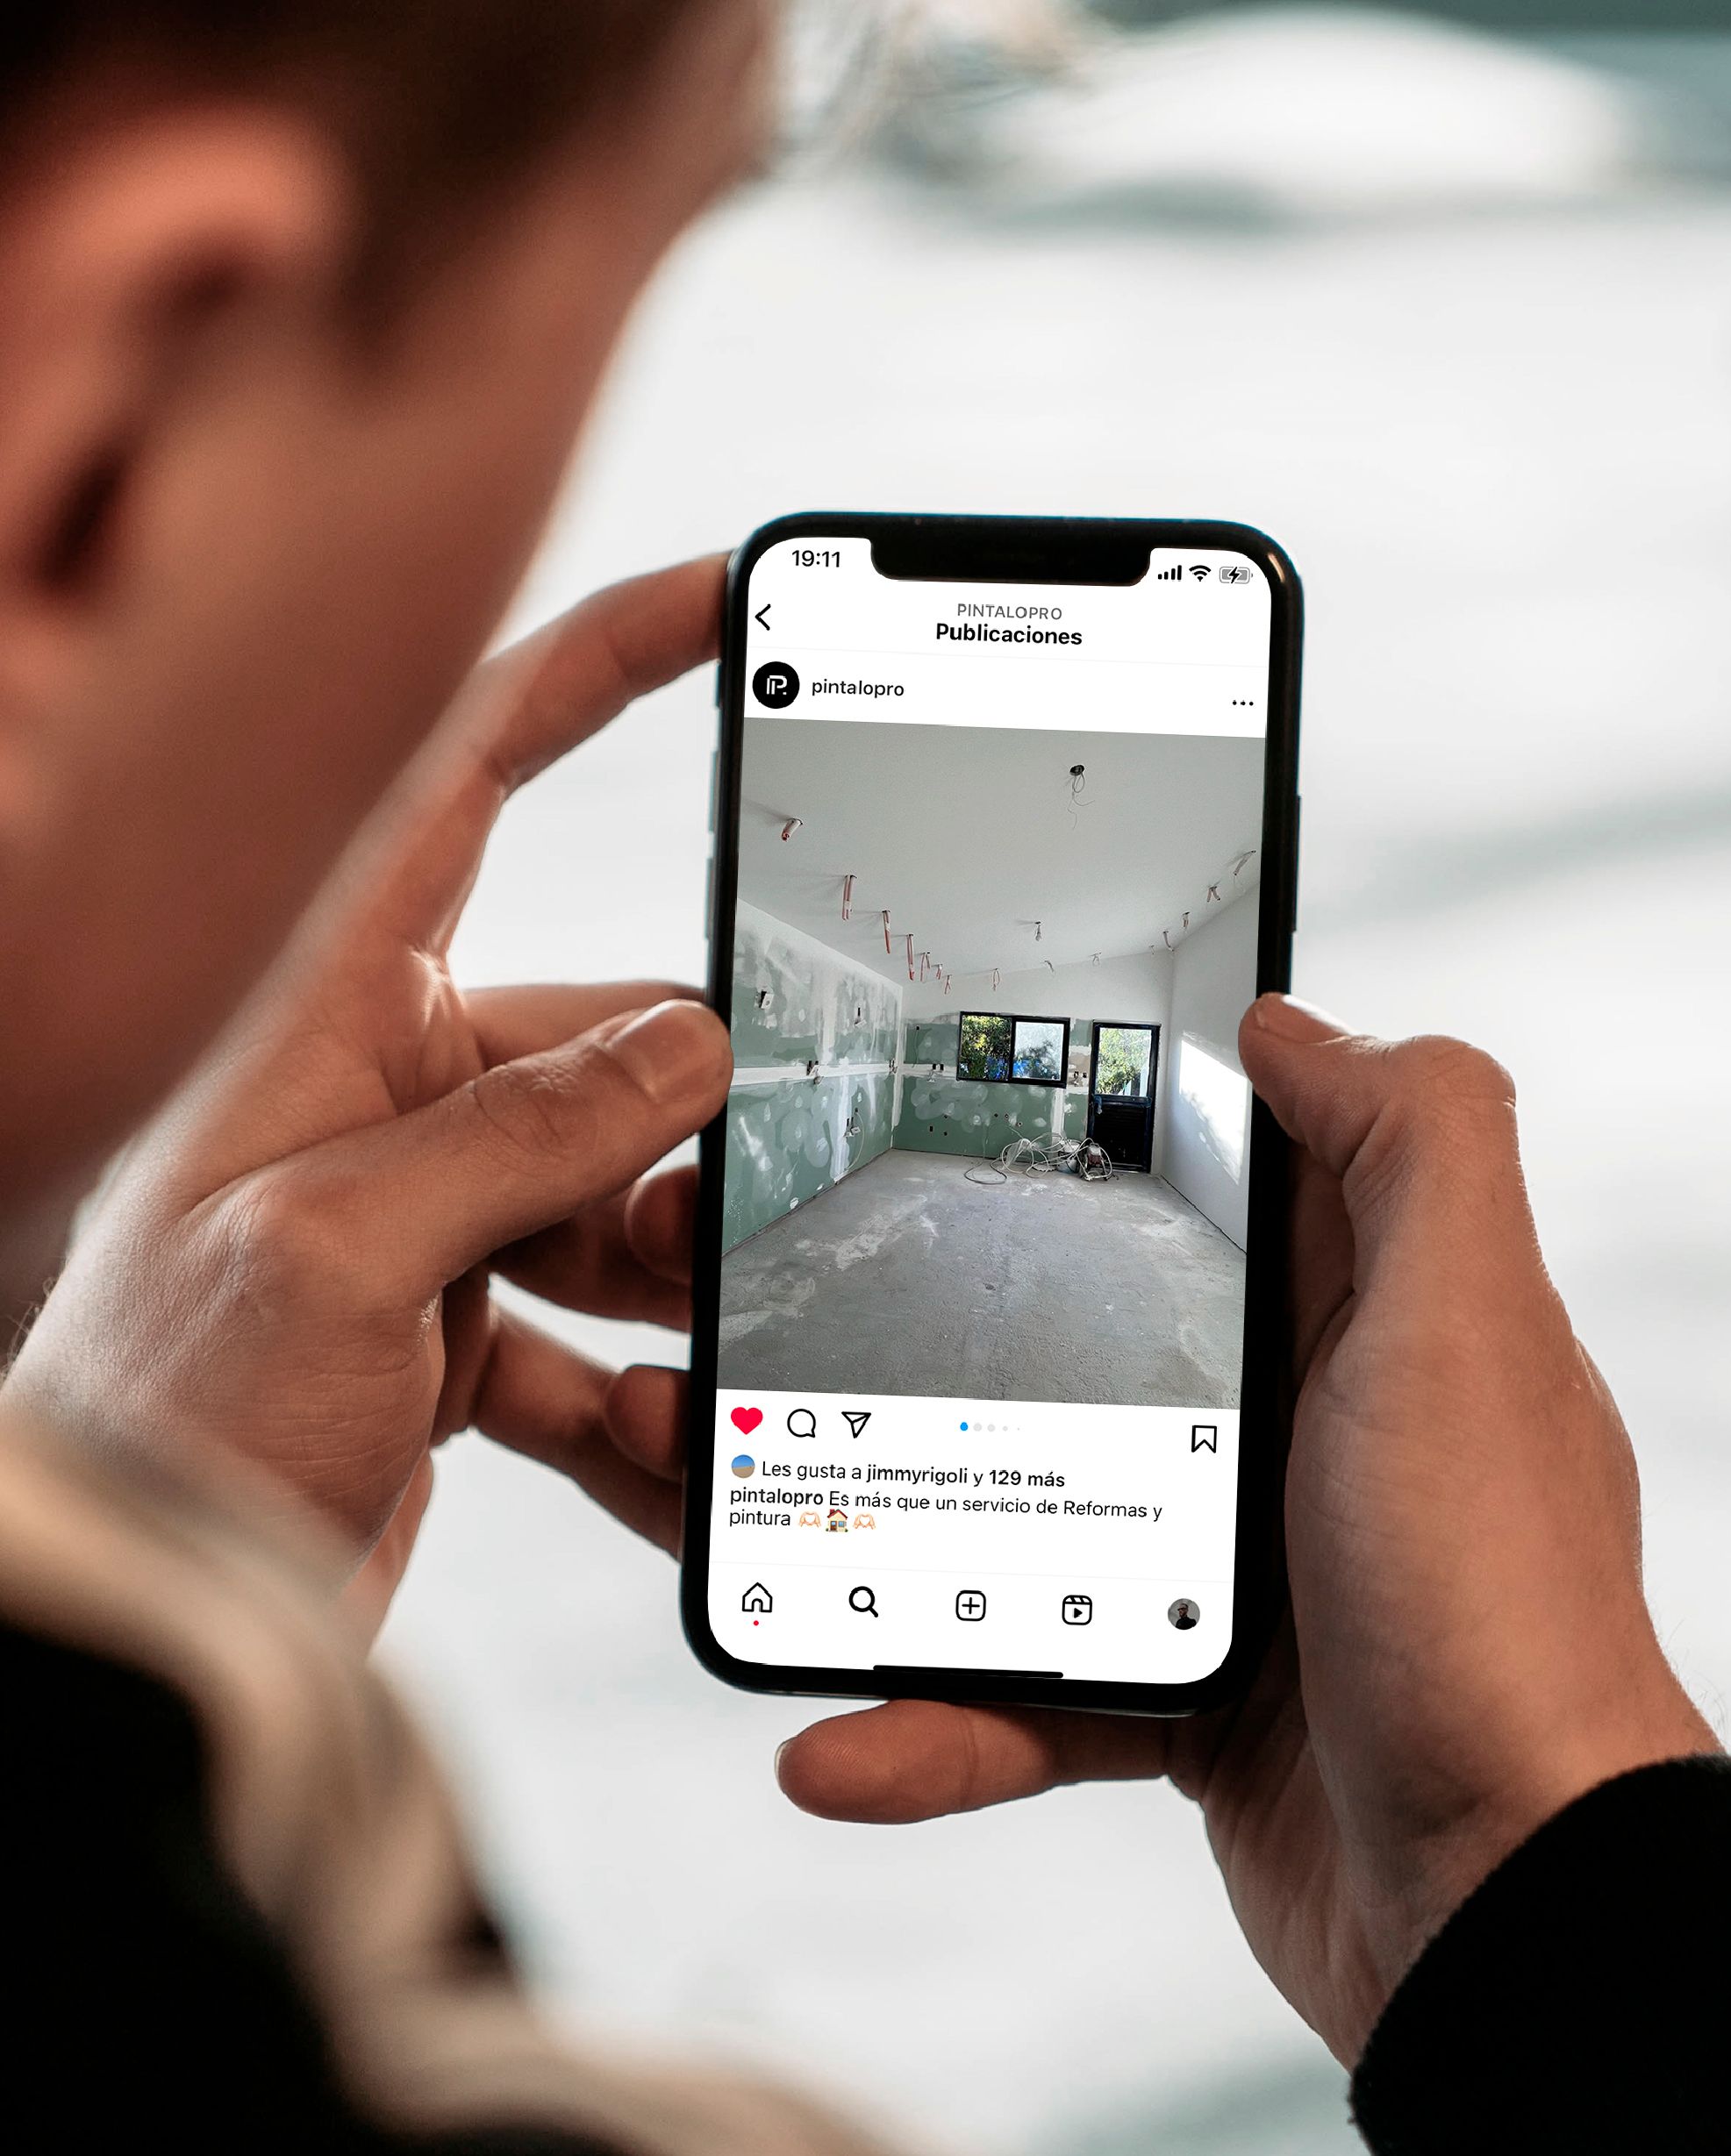 19:11
PINTALOPRO
Publicaciones
pintalopro
Les gusta a jimmyrigoli y 129 más
pintalopro Es más que un servicio de Reformas y
pintura 🫶🏻🏠🫶🏻